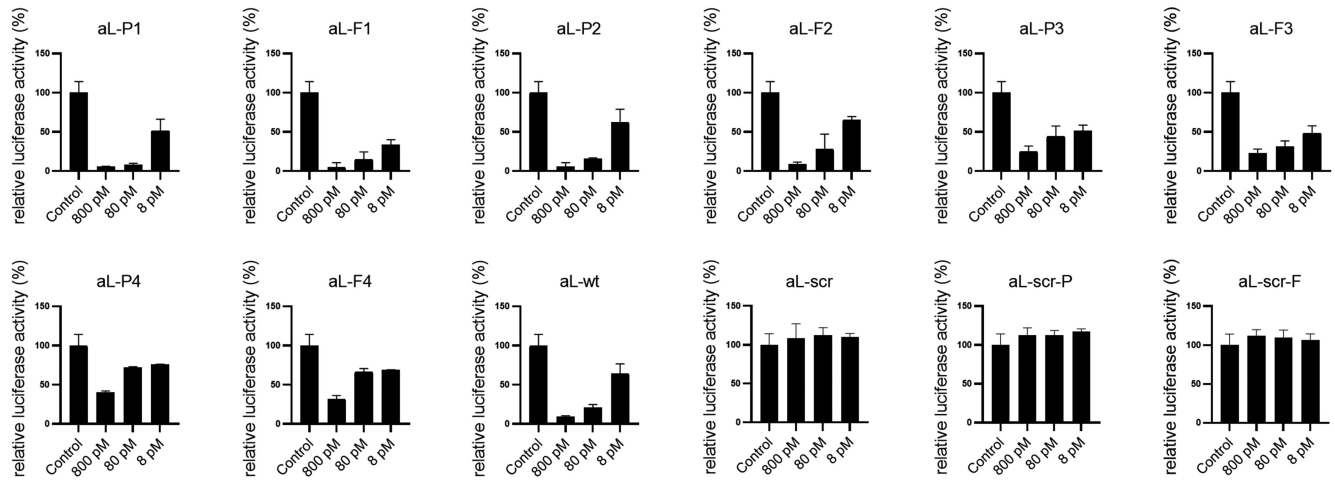 aL-P1
relative luciferase activity (%)
150
100
50
0
Control
800 pM
80 pM
8 pM
aL-F1
relative luciferase activity (%)
150
100
50
0
Control
800 pM
80 pM
8 pM
aL-P2
relative luciferase activity (%)
150
100
50
0
Control
800 pM
80 pM
8 pM
aL-F2
relative luciferase activity (%)
150
100
50
0
Control
800 pM
80 pM
8 pM
aL-P3
relative luciferase activity (%)
150
100
50
0
Control
800 pM
80 pM
8 pM
aL-F3
relative luciferase activity (%)
150
100
50
0
Control
800 pM
80 pM
8 pM
aL-P4
relative luciferase activity (%)
150
100
50
0
Control
800 pM
80 pM
8 pM
aL-F4
relative luciferase activity (%)
150
100
50
0
Control
800 pM
80 pM
8 pM
aL-wt
relative luciferase activity (%)
150
100
50
0
Control
800 pM
80 pM
8 pM
aL-scr
relative luciferase activity (%)
150
100
50
0
Control
800 pM
80 pM
8 pM
aL-scr-P
relative luciferase activity (%)
150
100
50
0
Control
800 pM
80 pM
8 pM
aL-scr-F
relative luciferase activity (%)
150
100
50
0
Control
800 pM
80 pM
8 pM